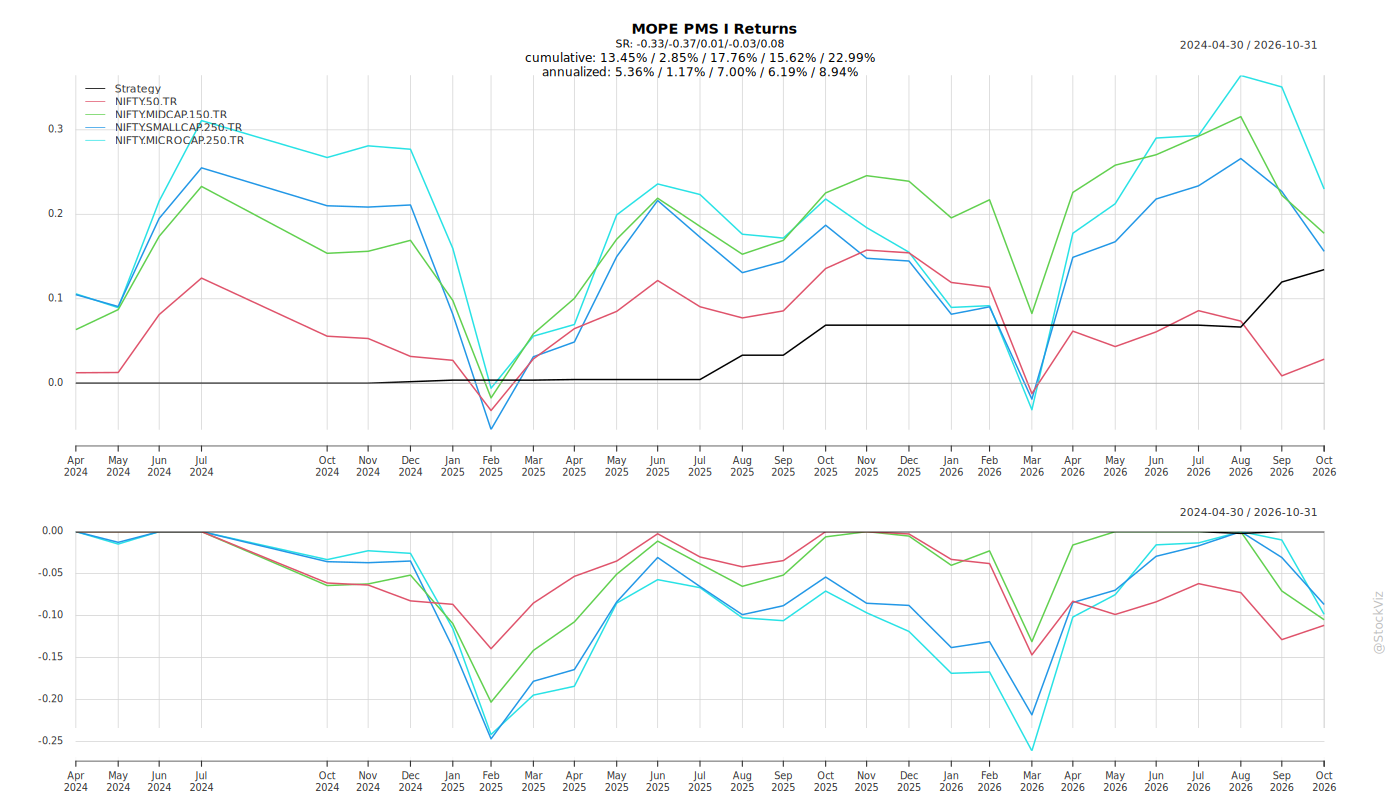 MOPE PMS I Returns
SR: -0.33/-0.37/0.01/-0.03/0.08
cumulative: 13.45% / 2.85% / 17.76% / 15.62% / 22.99%
annualized: 5.36% / 1.17% / 7.00% / 6.19% / 8.94%
2024-04-30 / 2026-10-31
Strategy
NIFTY.50.TR
NIFTY.MIDCAP.150.TR
NIFTY.SMALLCAP.250.TR
NIFTY.MICROCAP.250.TR
0.3
0.2
0.1
0.0
Apr May Jun Jul Oct Nov Dec Jan Feb Mar Apr May Jun Jul Aug Sep Oct Nov Dec Jan Feb Mar Apr May Jun Jul Aug Sep Oct
2024 2024 2024 2024 2024 2024 2024 2025 2025 2025 2025 2025 2025 2025 2025 2025 2025 2025 2025 2026 2026 2026 2026 2026 2026 2026 2026 2026 2026
2024-04-30 / 2026-10-31
0.00
-0.05
-0.10
-0.15
-0.20
-0.25
Apr May Jun Jul Oct Nov Dec Jan Feb Mar Apr May Jun Jul Aug Sep Oct Nov Dec Jan Feb Mar Apr May Jun Jul Aug Sep Oct
2024 2024 2024 2024 2024 2024 2024 2025 2025 2025 2025 2025 2025 2025 2025 2025 2025 2025 2025 2026 2026 2026 2026 2026 2026 2026 2026 2026 2026
@StockViz